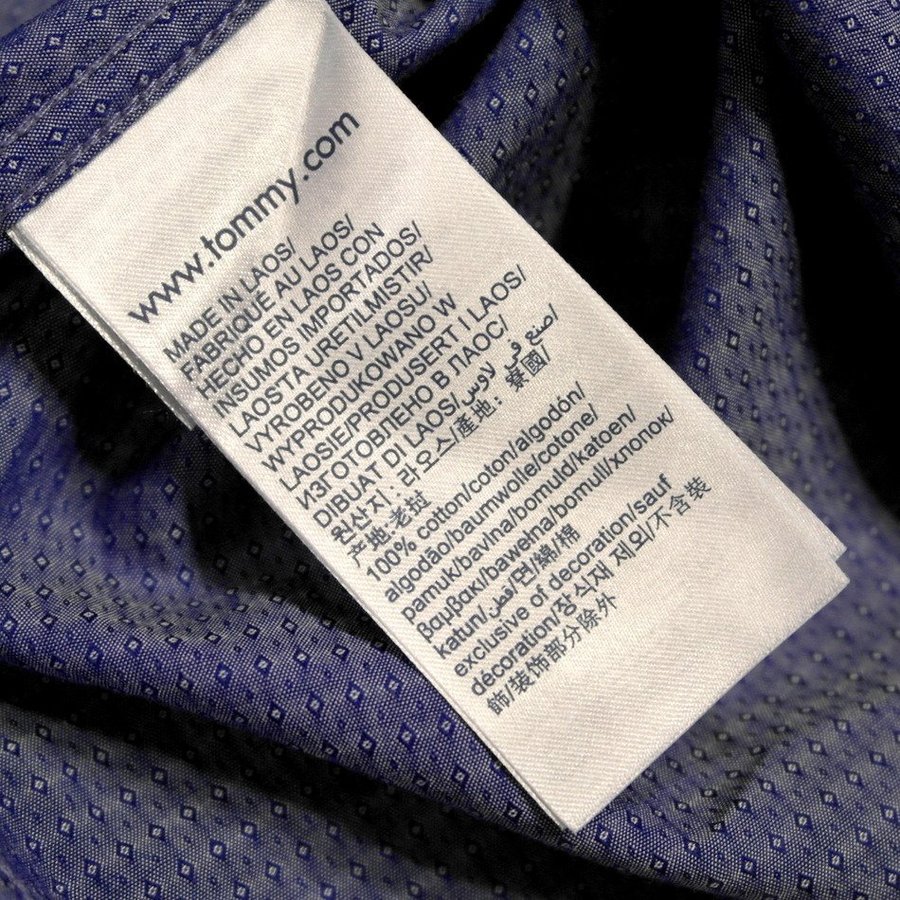 www.tommy.com
MADE IN LAOS/
FABRIQUÉ AU LAOS/
HECHO EN LAOS CON
INSUMOS IMPORTADOS/
LAOSTA URETILMISTIR/
VYROBENO V LAOSU/
WYPRODUKOWANO W
LAOSIE/PRODUSERT I LAOS/
ИЗГОТОВЛЕНО В ЛАОС/
DIBUAT DI LAOS/صنع في لاوس/
원산지: 라오스/產地: 寮國/
产地:老挝
100% cotton/coton/algodón/
algodão/baumwolle/cotone/
pamuk/bavlna/bomuld/katoen/
βαμβακι/bawełna/bomull/хлопок/
katun/قطن/면/綿/棉
exclusive of decoration/sauf
décoration/장식재 제외/不含裝
飾/装饰部分除外